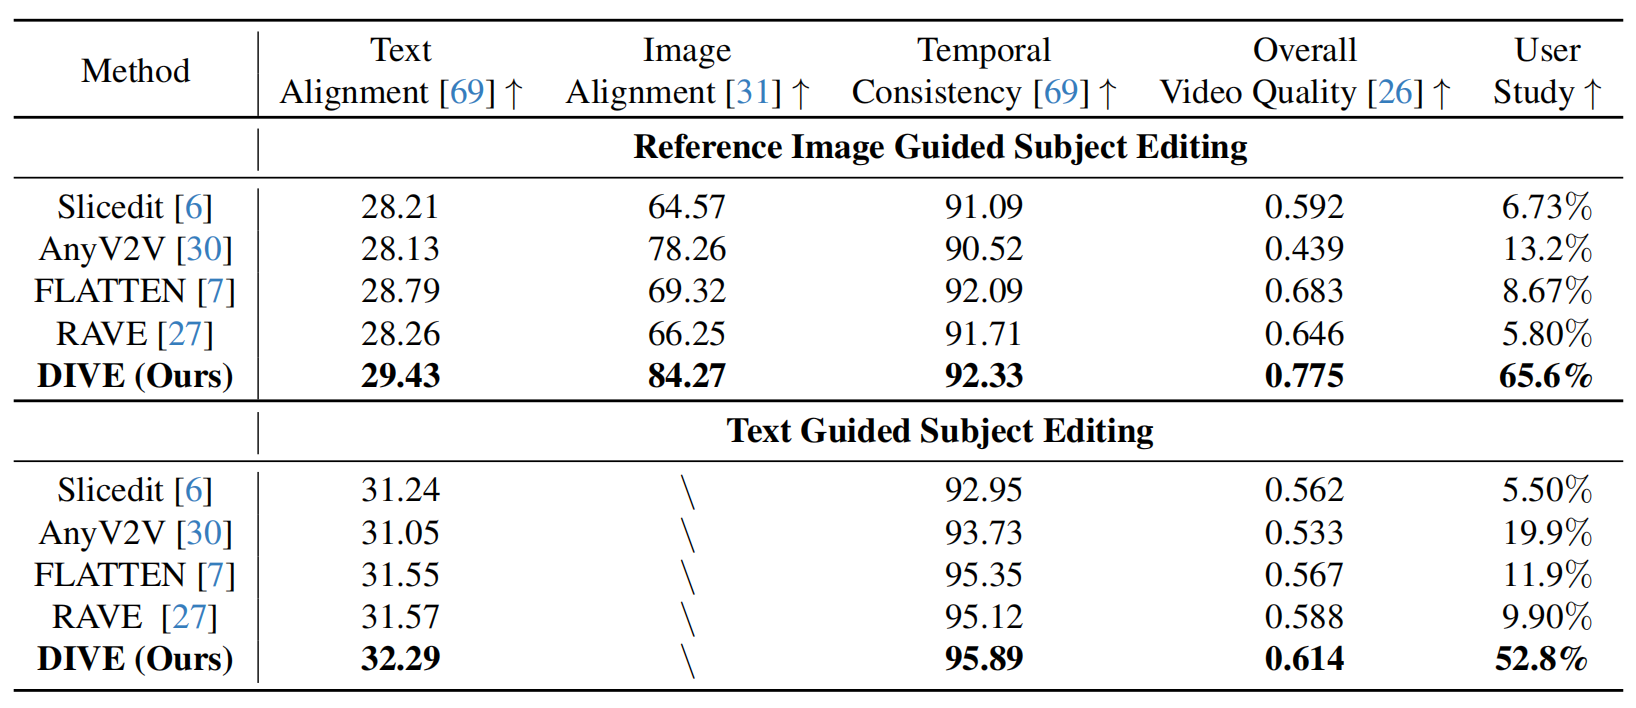 Method Text Alignment [69] ↑ Image Alignment [31] ↑ Temporal Consistency [69] ↑ Overall Video Quality [26] ↑ User Study ↑
Reference Image Guided Subject Editing
Slicedit [6] 28.21 64.57 91.09 0.592 6.73%
AnyV2V [30] 28.13 78.26 90.52 0.439 13.2%
FLATTEN [7] 28.79 69.32 92.09 0.683 8.67%
RAVE [27] 28.26 66.25 91.71 0.646 5.80%
DIVE (Ours) 29.43 84.27 92.33 0.775 65.6%
Text Guided Subject Editing
Slicedit [6] 31.24 \ 92.95 0.562 5.50%
AnyV2V [30] 31.05 \ 93.73 0.533 19.9%
FLATTEN [7] 31.55 \ 95.35 0.567 11.9%
RAVE [27] 31.57 \ 95.12 0.588 9.90%
DIVE (Ours) 32.29 \ 95.89 0.614 52.8%